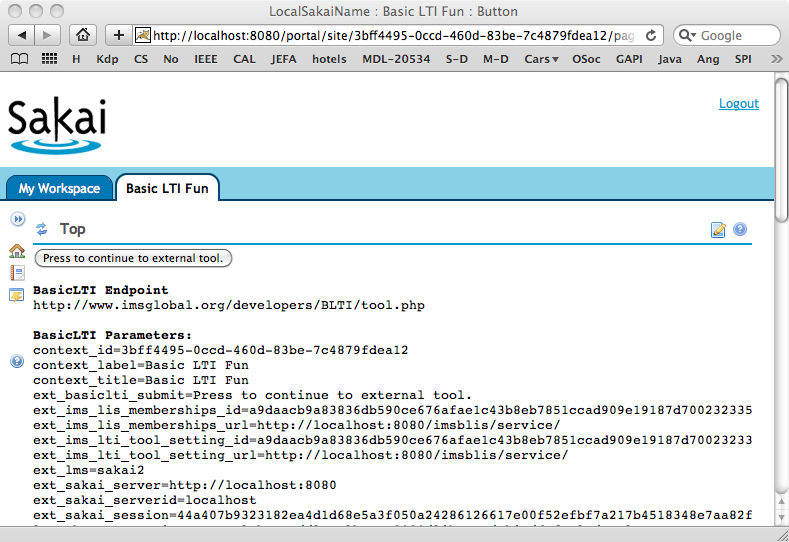 LocalSakaiName : Basic LTI Fun : Button
http://localhost:8080/portal/site/3bff4495-0ccd-460d-83be-7c4879fdea12/pag
Google
H Kdp CS No IEEE CAL JEFA hotels MDL-20534 S-D M-D Cars OSoc GAPI Java Ang SPI
Sakai
Logout
My Workspace
Basic LTI Fun
Top
Press to continue to external tool.
BasicLTI Endpoint
http://www.imsglobal.org/developers/BLTI/tool.php
BasicLTI Parameters:
context_id=3bff4495-0ccd-460d-83be-7c4879fdea12
context_label=Basic LTI Fun
context_title=Basic LTI Fun
ext_basiclti_submit=Press to continue to external tool.
ext_ims_lis_memberships_id=a9daacb9a83836db590ce676afae1c43b8eb7851ccad909e19187d700232335
ext_ims_lis_memberships_url=http://localhost:8080/imsblis/service/
ext_ims_lti_tool_setting_id=a9daacb9a83836db590ce676afae1c43b8eb7851ccad909e19187d70023233
ext_ims_lti_tool_setting_url=http://localhost:8080/imsblis/service/
ext_lms=sakai2
ext_sakai_server=http://localhost:8080
ext_sakai_serverid=localhost
ext_sakai_session=44a407b9323182ea4d1d68e5a3f050a24286126617e00f52efbf7a217b4518348e7aa82f